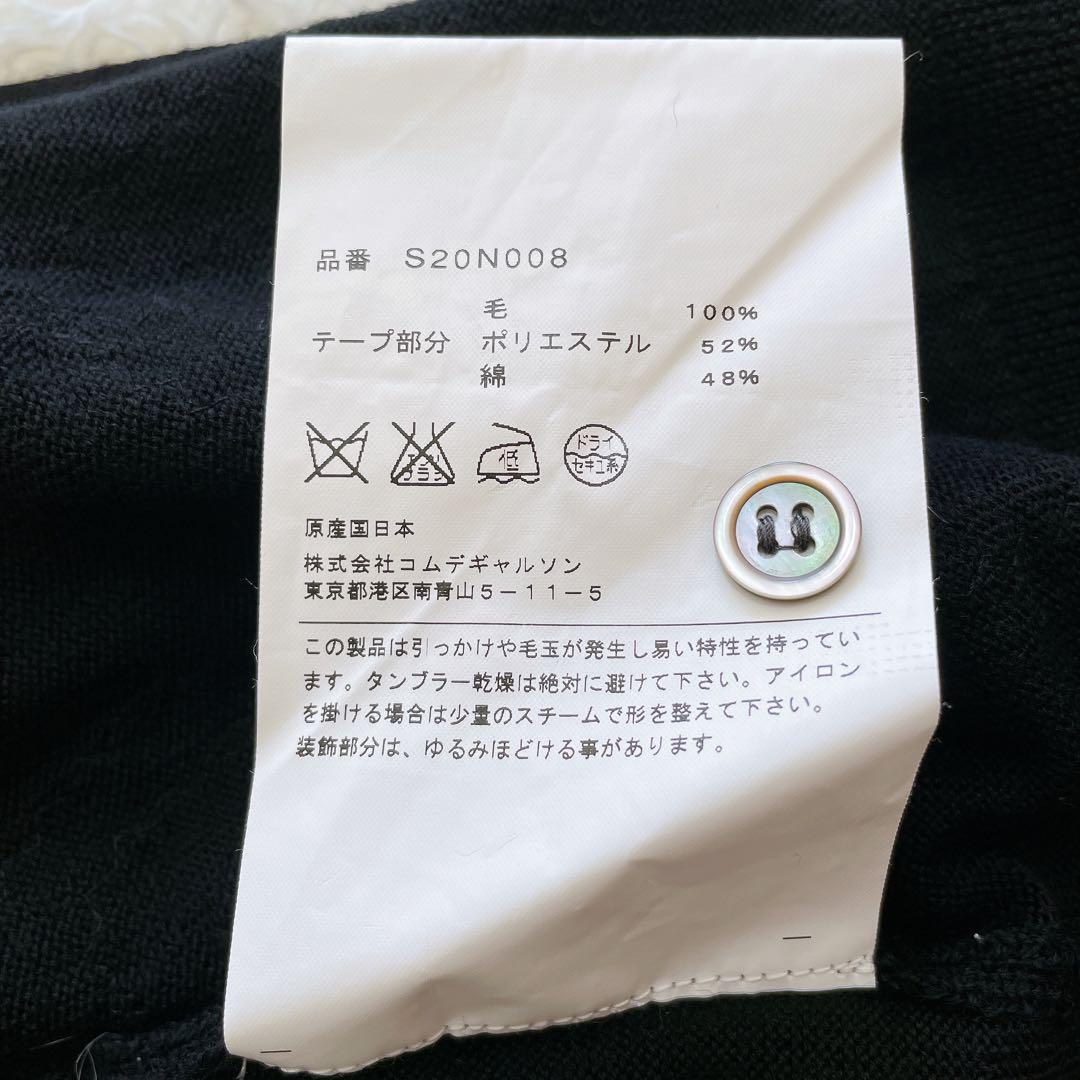 品番 S20N008
毛 100%
テープ部分 ポリエステル 52%
綿 48%
エンソ サラシ 低 ドライ セキユ系
原産国日本
株式会社コムデギャルソン
東京都港区南青山5-11-5
この製品は引っかけや毛玉が発生し易い特性を持ってい
ます。タンブラー乾燥は絶対に避けて下さい。アイロン
を掛ける場合は少量のスチームで形を整えて下さい。
装飾部分は、ゆるみほどける事があります。